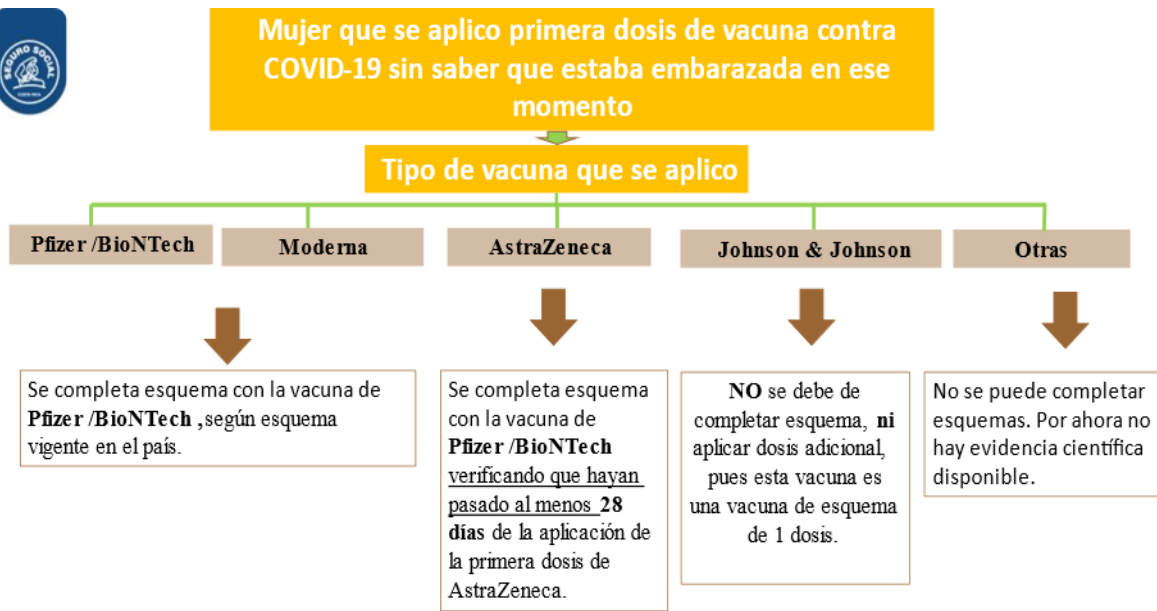 SEGURO SOCIAL
COSTA RICA
Mujer que se aplico primera dosis de vacuna contra
COVID-19 sin saber que estaba embarazada en ese
momento
Tipo de vacuna que se aplico
Pfizer /BioNTech
Moderna
AstraZeneca
Johnson & Johnson
Otras
Se completa esquema con la vacuna de
Pfizer /BioNTech ,según esquema
vigente en el país.
Se completa esquema
con la vacuna de
Pfizer /BioNTech
verificando que hayan
pasado al menos 28
días de la aplicación de
la primera dosis de
AstraZeneca.
NO se debe de
completar esquema, ni
aplicar dosis adicional,
pues esta vacuna es
una vacuna de esquema
de 1 dosis.
No se puede completar
esquemas. Por ahora no
hay evidencia científica
disponible.